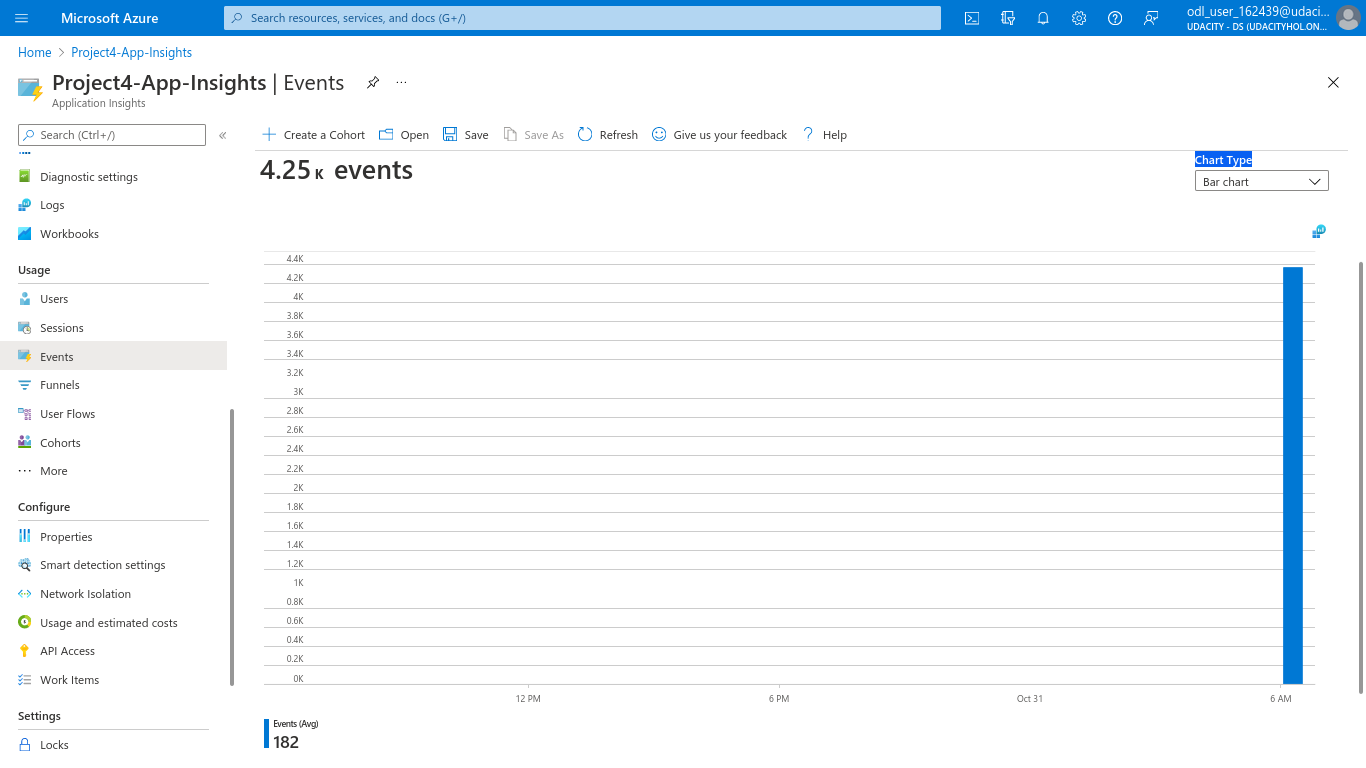 Microsoft Azure
Search resources, services, and docs (G+/)
odl_user_162439@udaci...
UDACITY - DS (UDACITYHOL.ON...
Home > Project4-App-Insights
Project4-App-Insights | Events
Application Insights
Search (Ctrl+/)
«
Create a Cohort Open Save Save As Refresh Give us your feedback ? Help
Diagnostic settings
Logs
Workbooks
Usage
Users
Sessions
Events
Funnels
User Flows
Cohorts
More
Configure
Properties
Smart detection settings
Network Isolation
Usage and estimated costs
API Access
Work Items
Settings
Locks
4.25 K events
Chart Type
Bar chart
4.4K
4.2K
4K
3.8K
3.6K
3.4K
3.2K
3K
2.8K
2.6K
2.4K
2.2K
2K
1.8K
1.6K
1.4K
1.2K
1K
0.8K
0.6K
0.4K
0.2K
0K
12 PM 6 PM Oct 31 6 AM
Events (Avg)
182